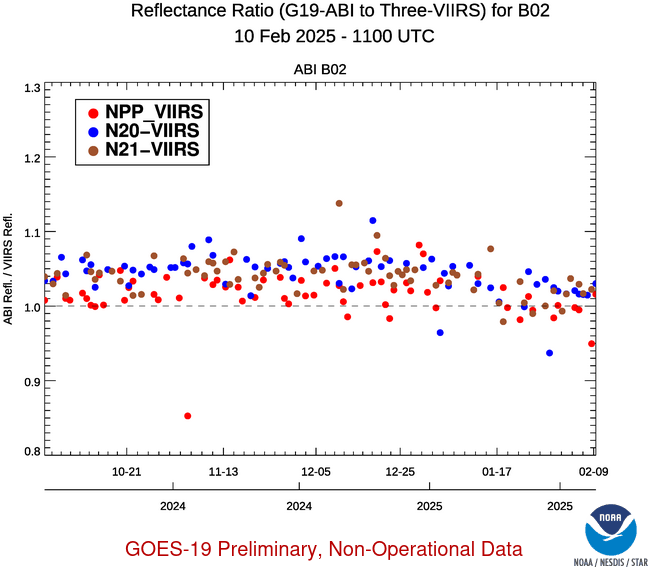 Reflectance Ratio (G19-ABI to Three-VIIRS) for B02
10 Feb 2025 - 1100 UTC
ABI B02
NPP_VIIRS
N20-VIIRS
N21-VIIRS
ABI Refl. / VIIRS Refl.
1.3
1.2
1.1
1.0
0.9
0.8
10-21 11-13 12-05 12-25 01-17 02-09
2024 2024 2025 2025
GOES-19 Preliminary, Non-Operational Data
NOAA
NOAA / NESDIS / STAR